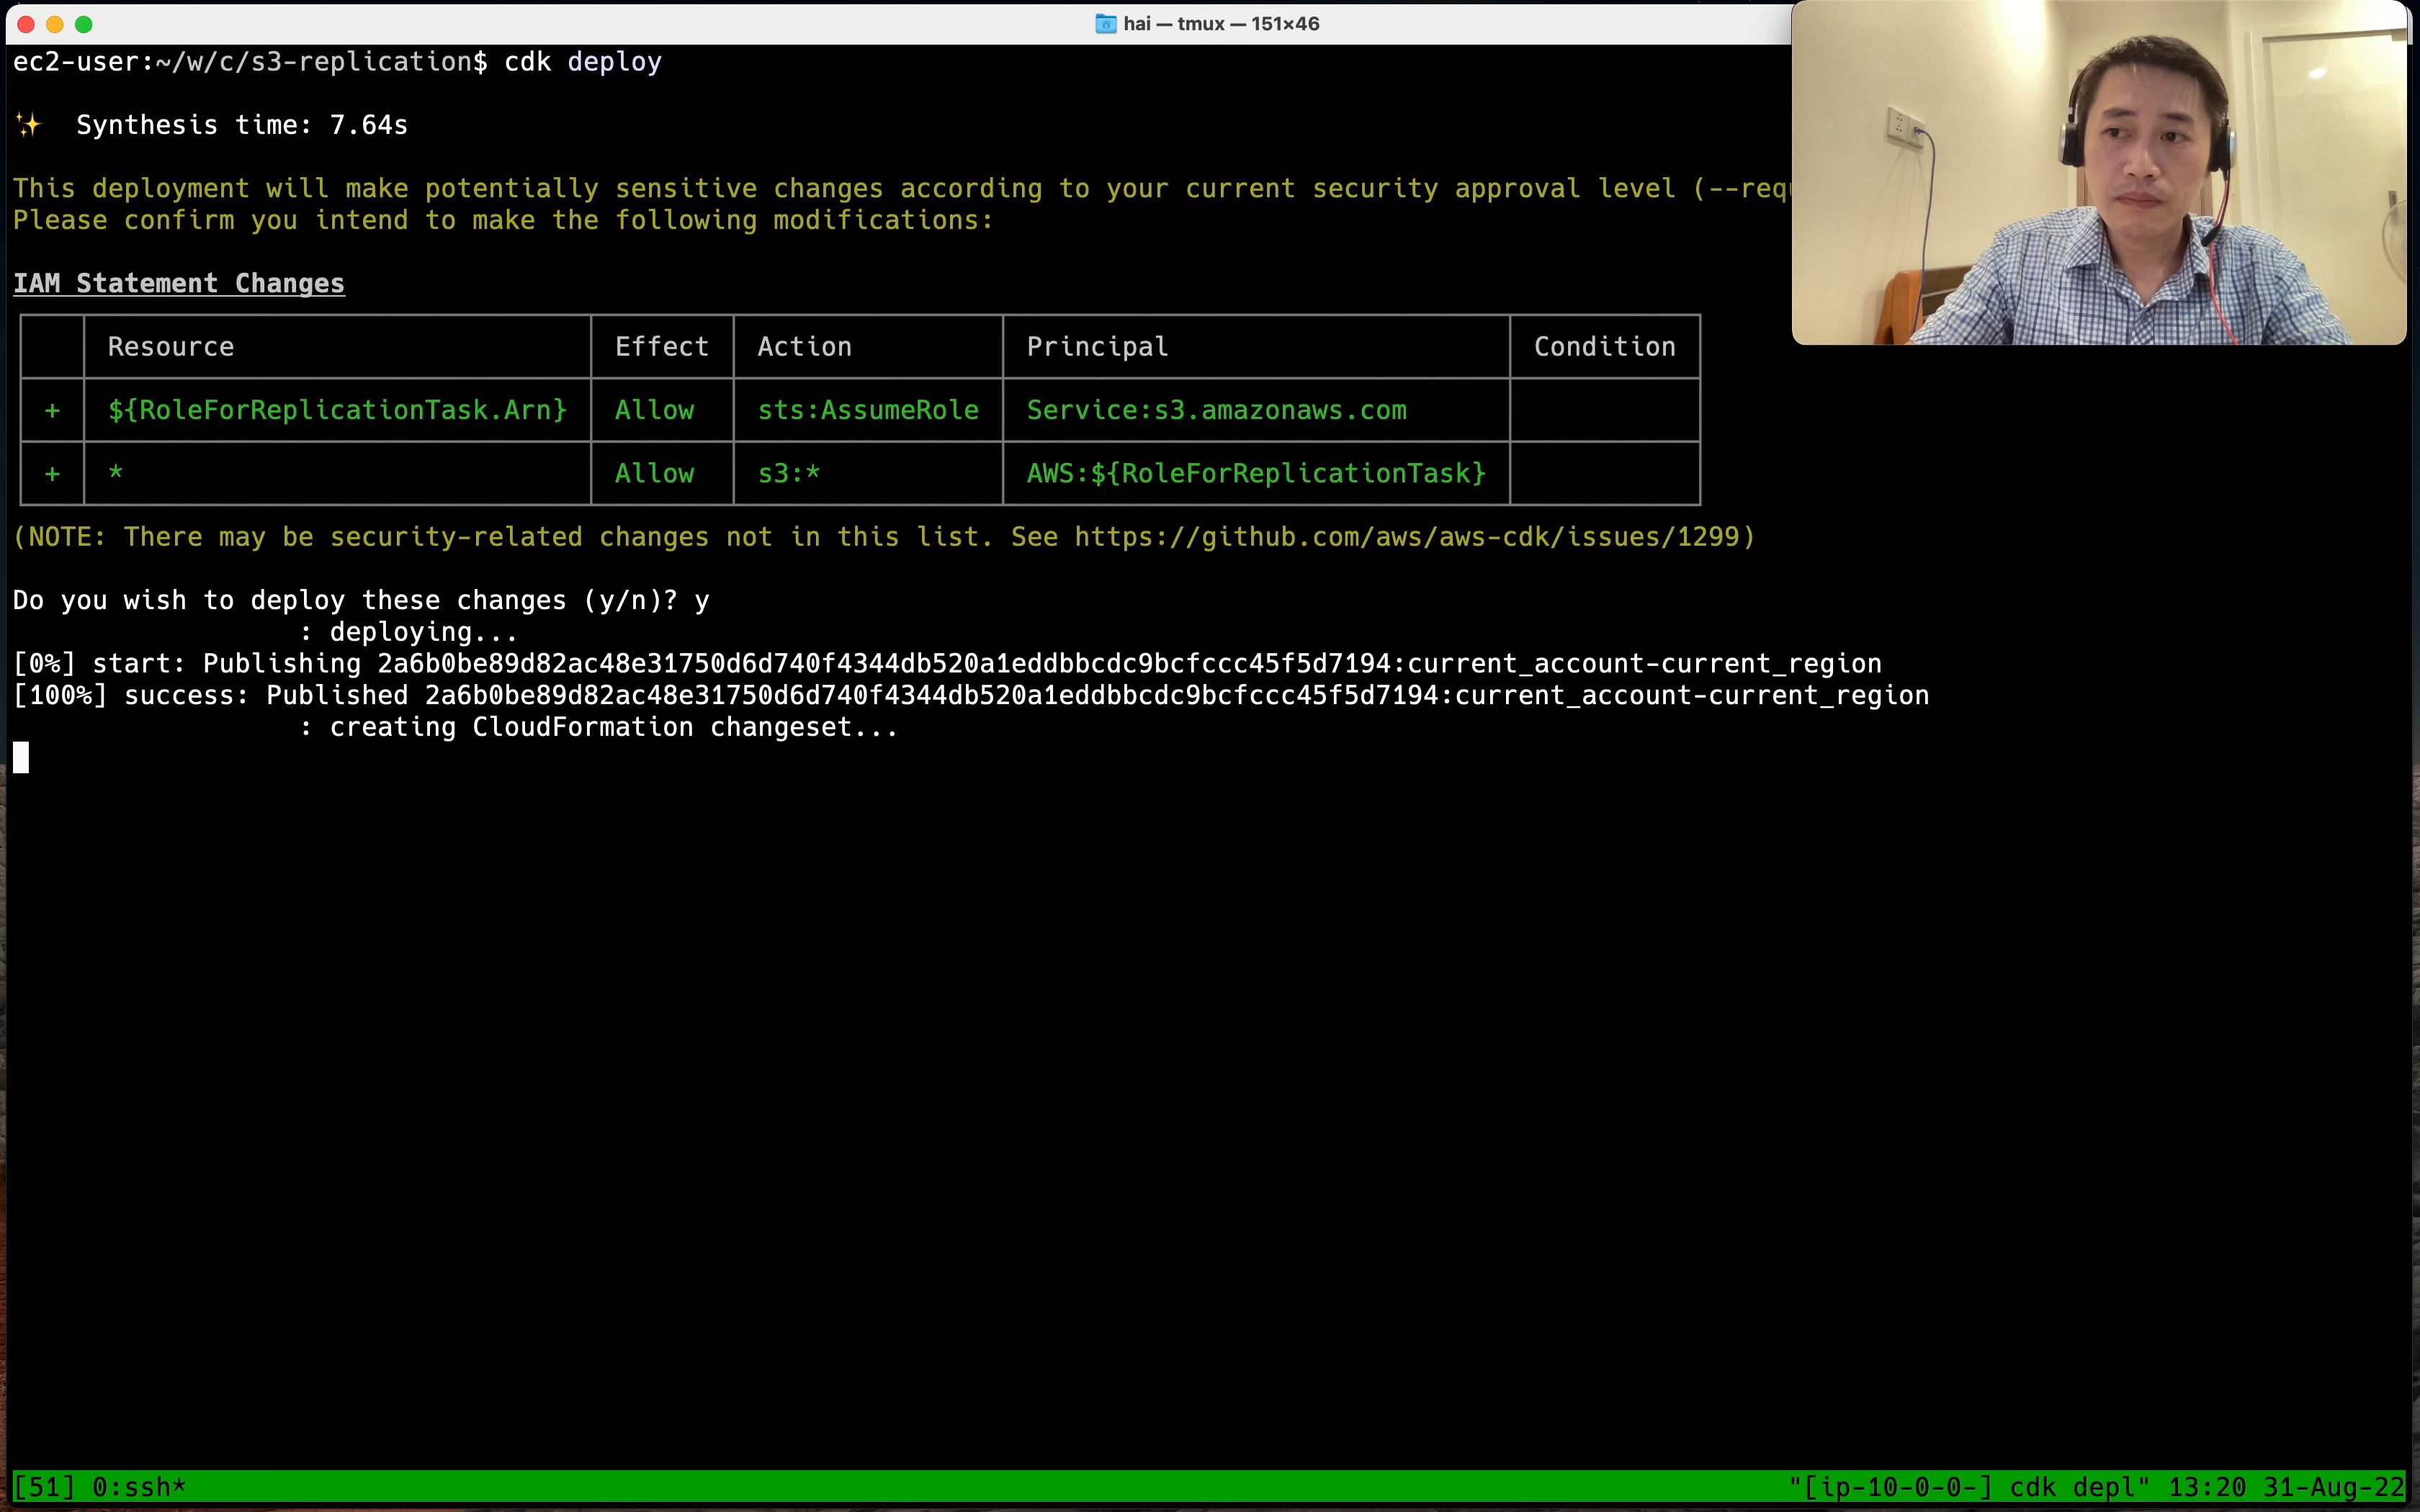 hai — tmux — 151×46
ec2-user:~/w/c/s3-replication$ cdk deploy
✨  Synthesis time: 7.64s
This deployment will make potentially sensitive changes according to your current security approval level (--requ
Please confirm you intend to make the following modifications:
IAM Statement Changes
Resource Effect Action Principal Condition
+ ${RoleForReplicationTask.Arn} Allow sts:AssumeRole Service:s3.amazonaws.com
+ * Allow s3:* AWS:${RoleForReplicationTask}
(NOTE: There may be security-related changes not in this list. See https://github.com/aws/aws-cdk/issues/1299)
Do you wish to deploy these changes (y/n)? y
: deploying...
[0%] start: Publishing 2a6b0be89d82ac48e31750d6d740f4344db520a1eddbbcdc9bcfccc45f5d7194:current_account-current_region
[100%] success: Published 2a6b0be89d82ac48e31750d6d740f4344db520a1eddbbcdc9bcfccc45f5d7194:current_account-current_region
: creating CloudFormation changeset...
[51] 0:ssh* "[ip-10-0-0-] cdk depl" 13:20 31-Aug-22